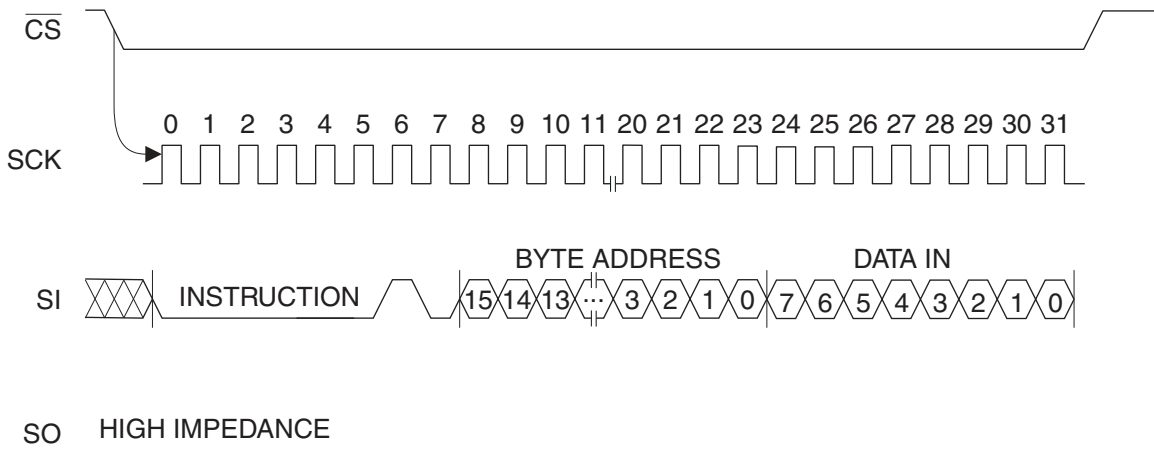 CS
0 1 2 3 4 5 6 7 8 9 10 11 20 21 22 23 24 25 26 27 28 29 30 31
SCK
BYTE ADDRESS DATA IN
SI INSTRUCTION 15 14 13 ... 3 2 1 0 7 6 5 4 3 2 1 0
SO HIGH IMPEDANCE